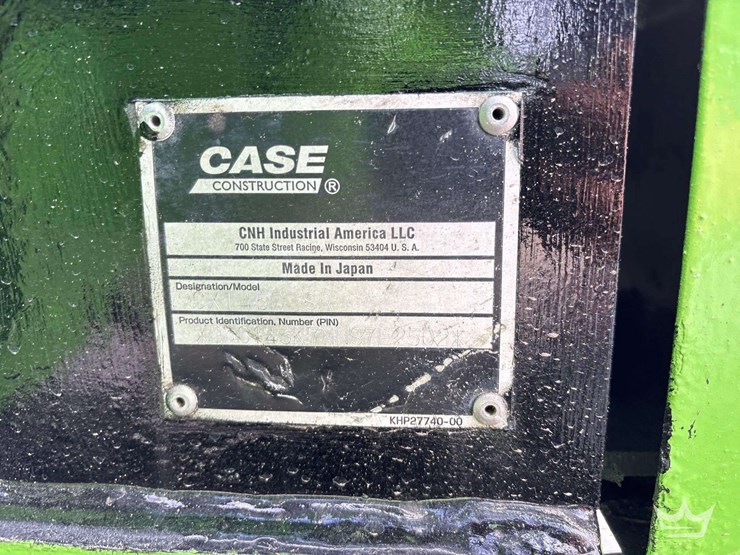 CASE
CONSTRUCTION ®
CNH Industrial America LLC
700 State Street Racine, Wisconsin 53404 U. S. A.
Made In Japan
Designation/Model
Product Identification, Number (PIN)
KHP27740-00